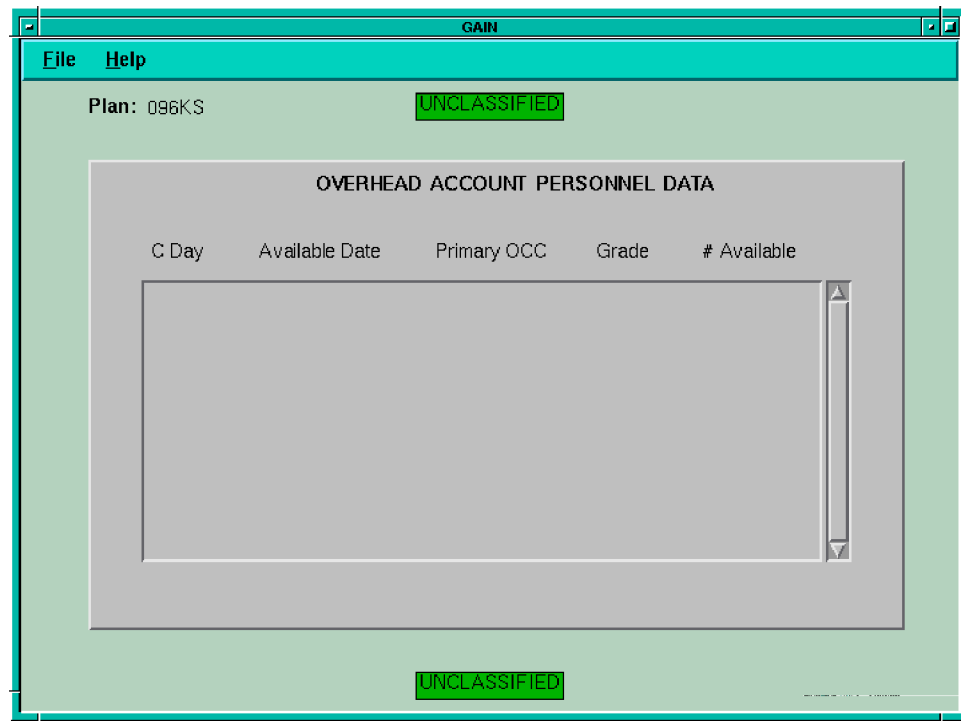 GAIN
File Help
Plan: 096KS UNCLASSIFIED
OVERHEAD ACCOUNT PERSONNEL DATA
C Day Available Date Primary OCC Grade # Available
UNCLASSIFIED